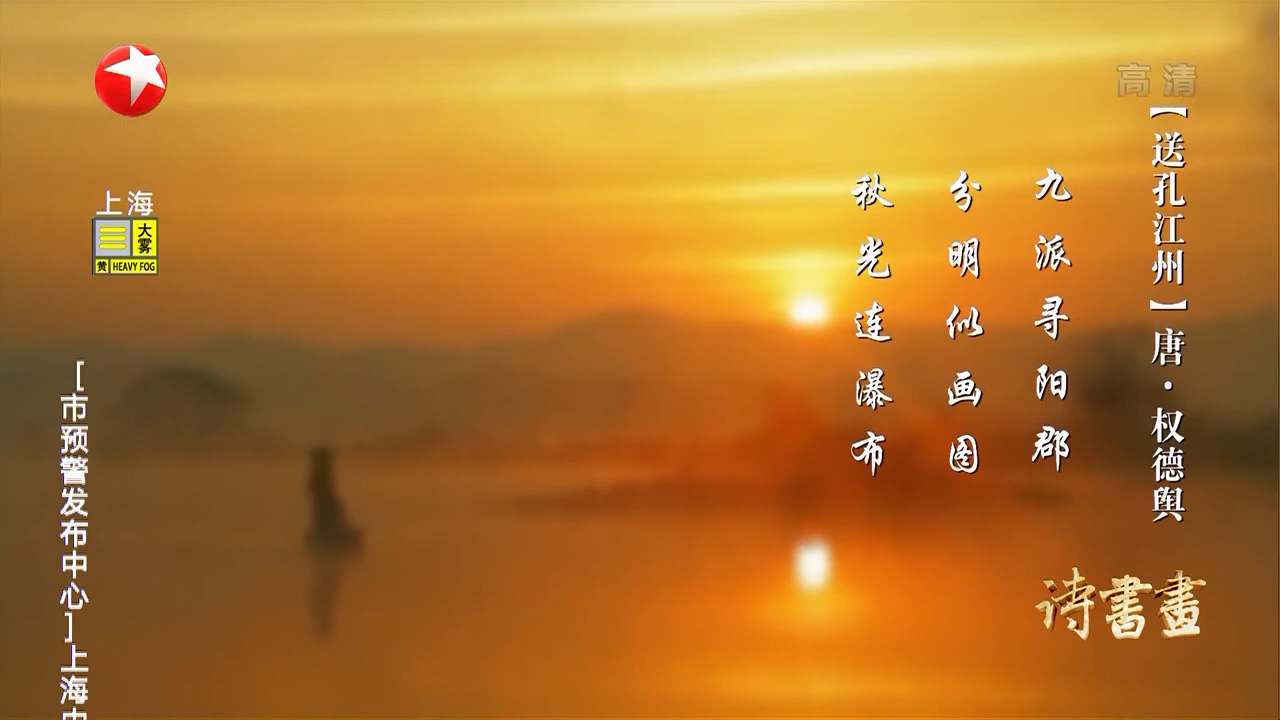 高清
【送孔江州】唐·权德舆
九派寻阳郡
分明似画图
秋光连瀑布
诗書畫
上海
大雾
黄 HEAVY FOG
[市预警发布中心]上海中